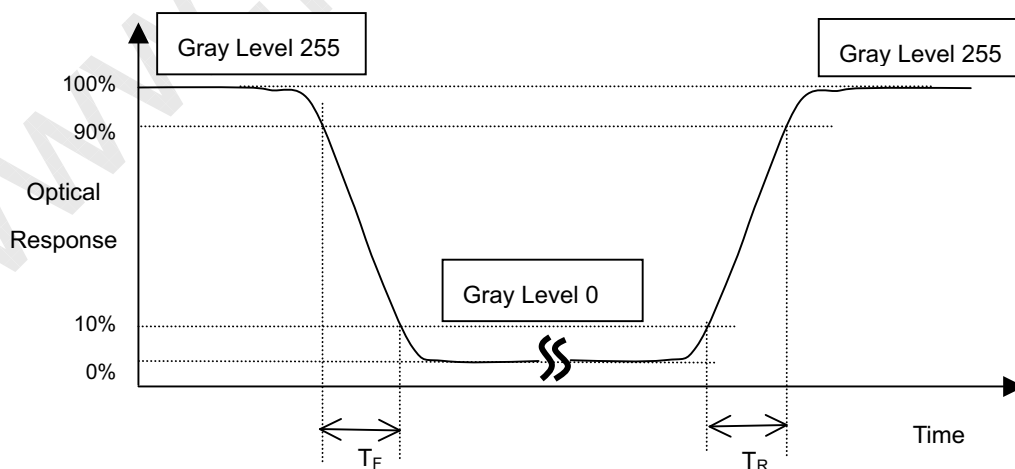 Gray Level 255
Gray Level 255
100%
90%
Optical
Response
Gray Level 0
10%
0%
Time
TF
TR